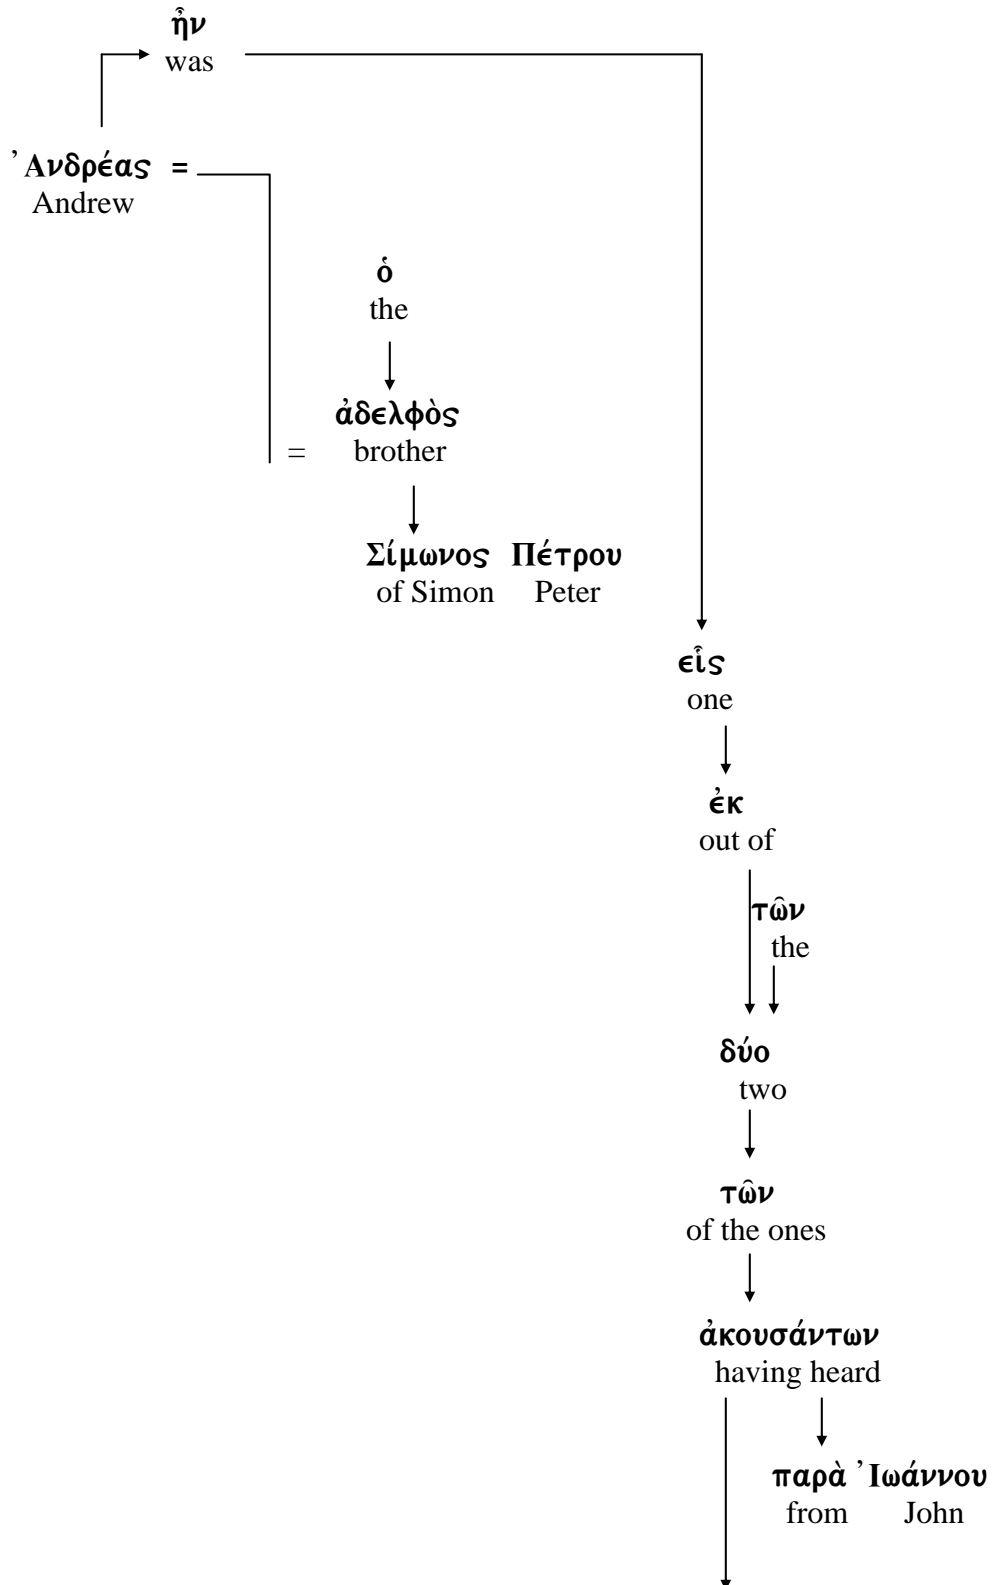 ἦν
was
Ἀνδρέας =
Andrew
ὁ
the
ἀδελφὸς
= brother
Σίμωνος Πέτρου
of Simon Peter
εἷς
one
ἐκ
out of
τῶν
the
δύο
two
τῶν
of the ones
ἀκουσάντων
having heard
παρὰ Ἰωάννου
from John